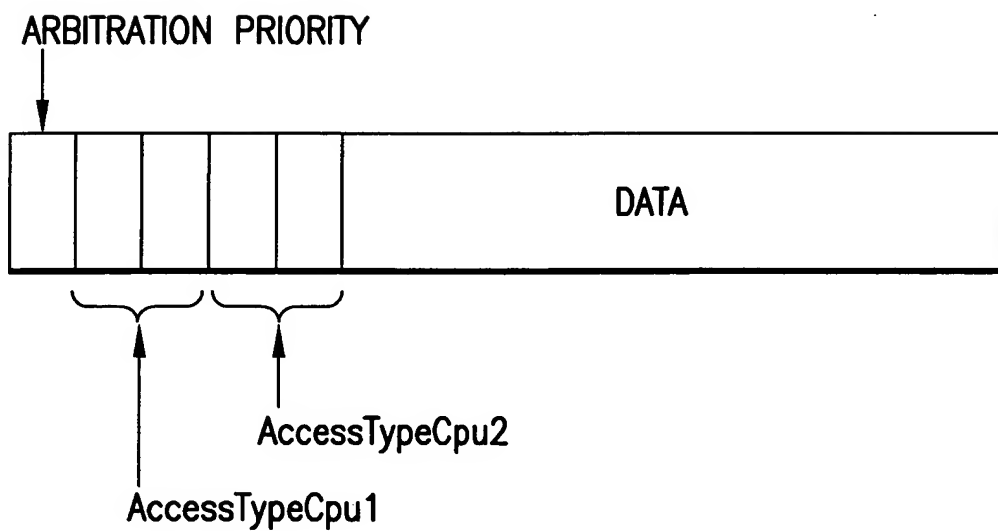 ARBITRATION PRIORITY
DATA
AccessTypeCpu2
AccessTypeCpu1